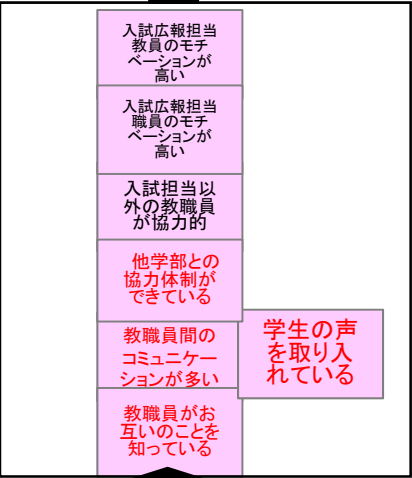 入試広報担当
教員のモチ
ベーションが
高い
入試広報担当
職員のモチ
ベーションが
高い
入試担当以
外の教職員
が協力的
他学部との
協力体制が
できている
教職員間の
コミュニケー
ションが多い
学生の声
を取り入
れている
教職員がお
互いのことを
知っている